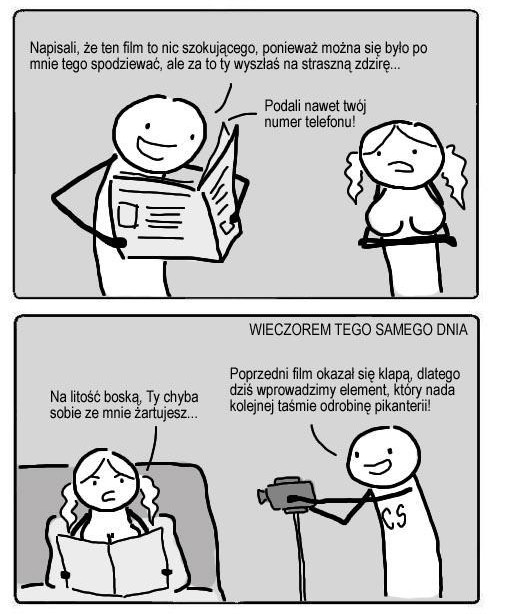 Napisali, że ten film to nic szokującego, ponieważ można się było po
mnie tego spodziewać, ale za to ty wyszłaś na straszną zdzirę...
Podali nawet twój
numer telefonu!
WIECZOREM TEGO SAMEGO DNIA
Na litość boską, Ty chyba
sobie ze mnie żartujesz...
Poprzedni film okazał się klapą, dlatego
dziś wprowadzimy element, który nada
kolejnej taśmie odrobinę pikanterii!
CS